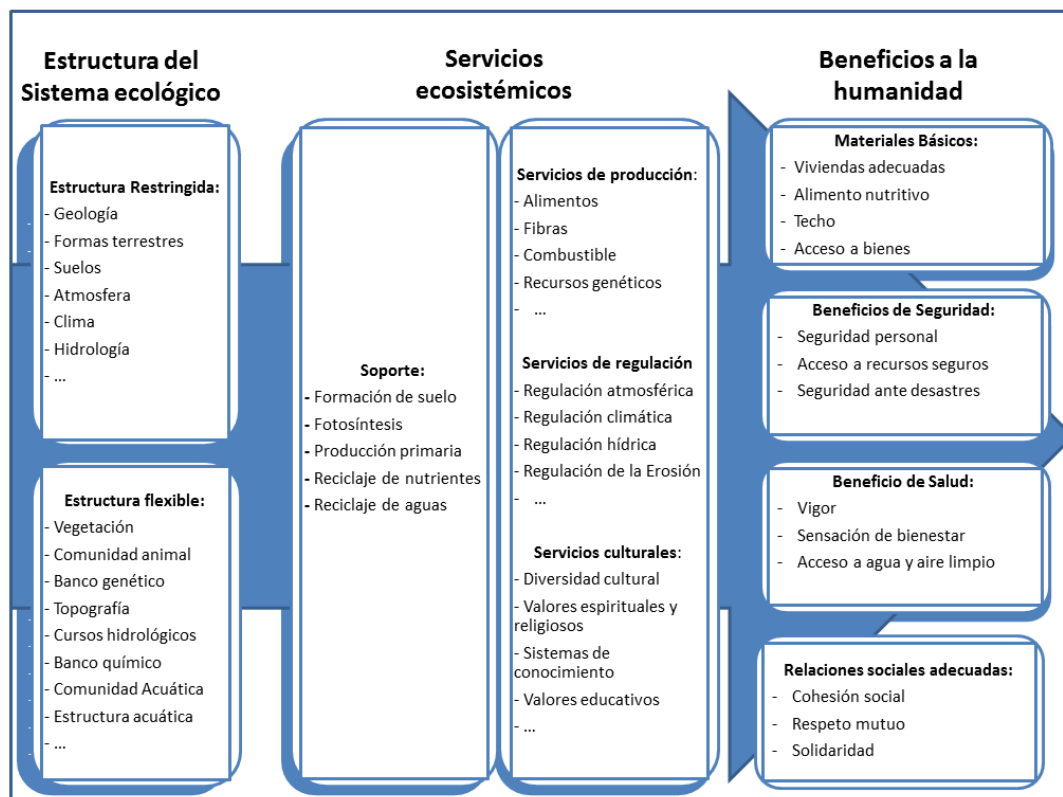 Estructura del
Sistema ecológico
Estructura Restringida:
- Geología
- Formas terrestres
- Suelos
- Atmosfera
- Clima
- Hidrología
- ...
Estructura flexible:
- Vegetación
- Comunidad animal
- Banco genético
- Topografía
- Cursos hidrológicos
- Banco químico
- Comunidad Acuática
- Estructura acuática
- ...
Servicios
ecosistémicos
Soporte:
- Formación de suelo
- Fotosíntesis
- Producción primaria
- Reciclaje de nutrientes
- Reciclaje de aguas
Servicios de producción:
- Alimentos
- Fibras
- Combustible
- Recursos genéticos
- ...
Servicios de regulación
- Regulación atmosférica
- Regulación climática
- Regulación hídrica
- Regulación de la Erosión
- ...
Servicios culturales:
- Diversidad cultural
- Valores espirituales y
religiosos
- Sistemas de
conocimiento
- Valores educativos
- ...
Beneficios a la
humanidad
Materiales Básicos:
- Viviendas adecuadas
- Alimento nutritivo
- Techo
- Acceso a bienes
Beneficios de Seguridad:
- Seguridad personal
- Acceso a recursos seguros
- Seguridad ante desastres
Beneficio de Salud:
- Vigor
- Sensación de bienestar
- Acceso a agua y aire limpio
Relaciones sociales adecuadas:
- Cohesión social
- Respeto mutuo
- Solidaridad